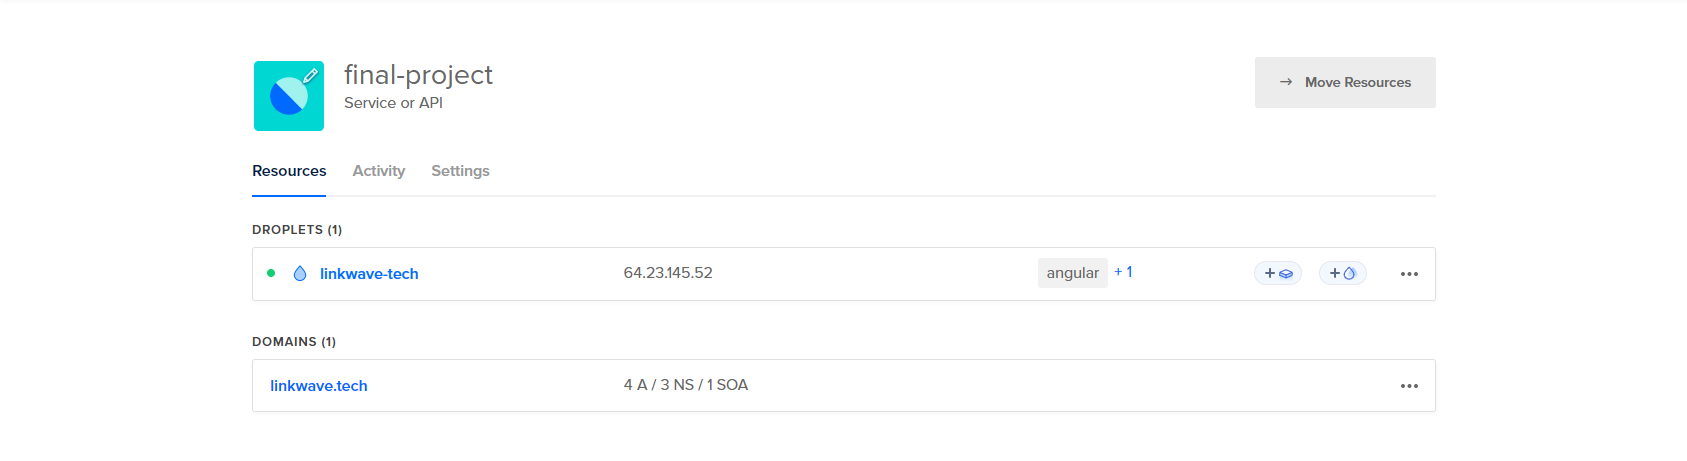 final-project
Service or API
→ Move Resources
Resources Activity Settings
DROPLETS (1)
linkwave-tech 64.23.145.52 angular + 1 + + •••
DOMAINS (1)
linkwave.tech 4 A / 3 NS / 1 SOA •••